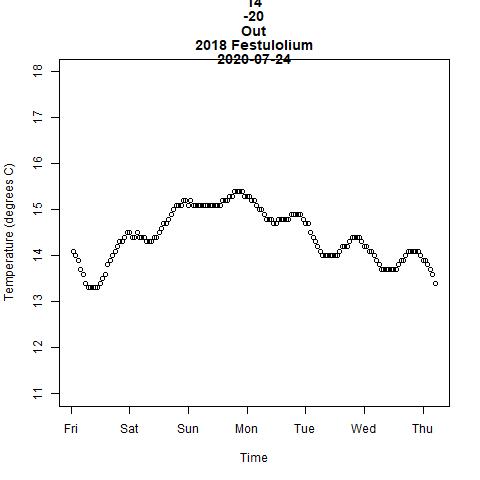 14
-20
Out
2018 Festulolium
2020-07-24
Temperature (degrees C)
18
17
16
15
14
13
12
11
Fri Sat Sun Mon Tue Wed Thu
Time